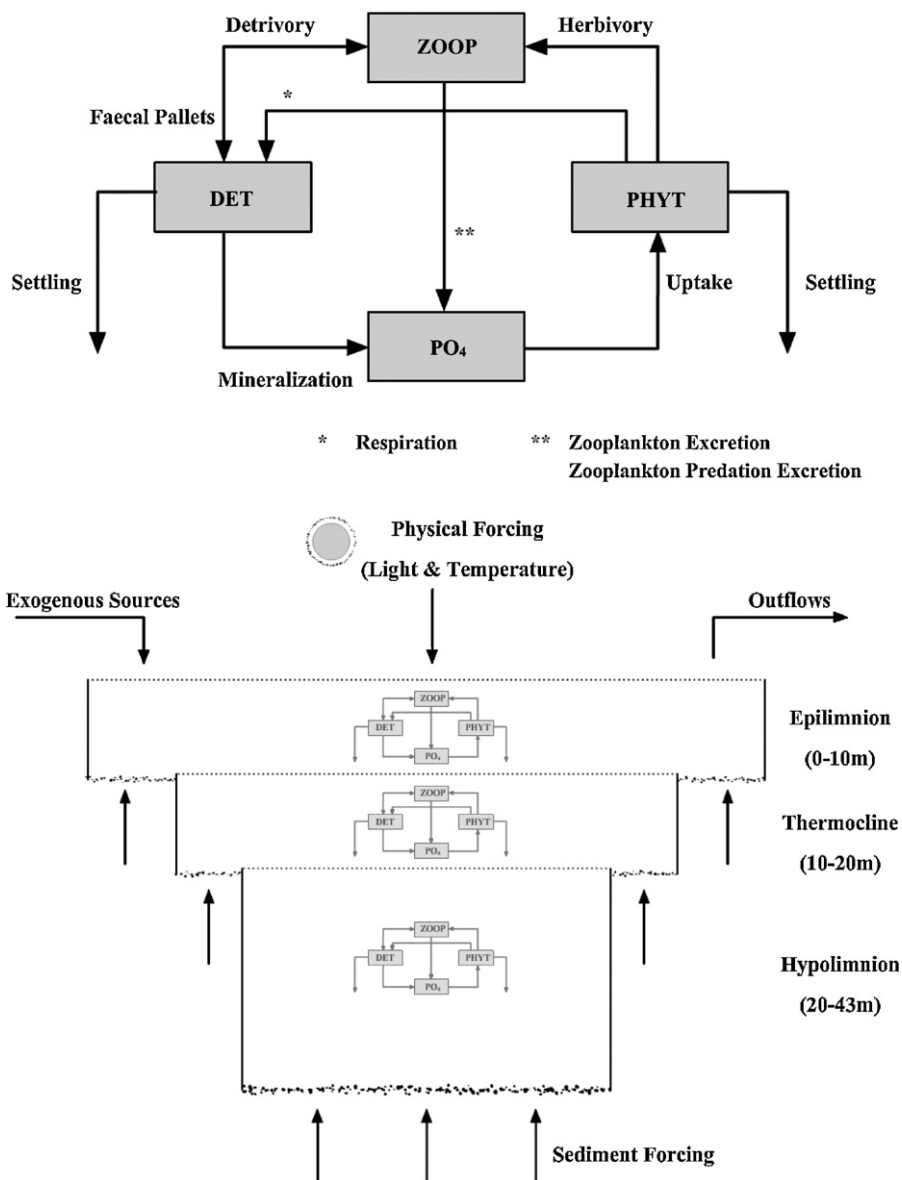 Detrivory
ZOOP
Herbivory
*
Faecal Pallets
DET
PHYT
**
Settling
Uptake
Settling
PO₄
Mineralization
* Respiration
** Zooplankton Excretion
Zooplankton Predation Excretion
Physical Forcing
(Light & Temperature)
Exogenous Sources
Outflows
ZOOP
DET
PHYT
PO₄
Epilimnion
(0-10m)
ZOOP
DET
PHYT
PO₄
Thermocline
(10-20m)
ZOOP
DET
PHYT
PO₄
Hypolimnion
(20-43m)
Sediment Forcing